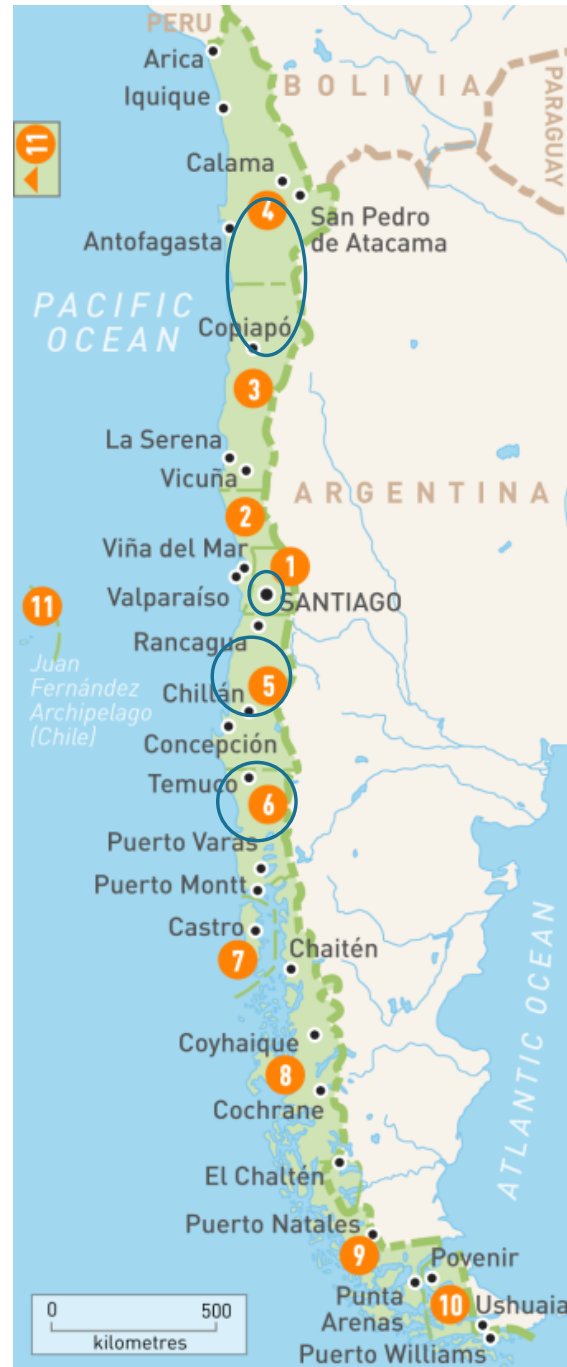 PERU
Arica
BOLIVIA
Iquique
PARAGUAY
11
Calama
4
San Pedro
de Atacama
Antofagasta
PACIFIC
OCEAN
Copiapó
3
La Serena
Vicuña
ARGENTINA
2
Viña del Mar
1
Valparaíso
SANTIAGO
11
Rancagua
Juan
Fernández
Archipelago
(Chile)
5
Chillán
Concepción
Temuco
6
Puerto Varas
Puerto Montt
Castro
Chaitén
7
ATLANTIC OCEAN
Coyhaique
8
Cochrane
El Chaltén
Puerto Natales
9
Povenir
Punta
Arenas
10
Ushuaia
Puerto Williams
0 500
kilometres